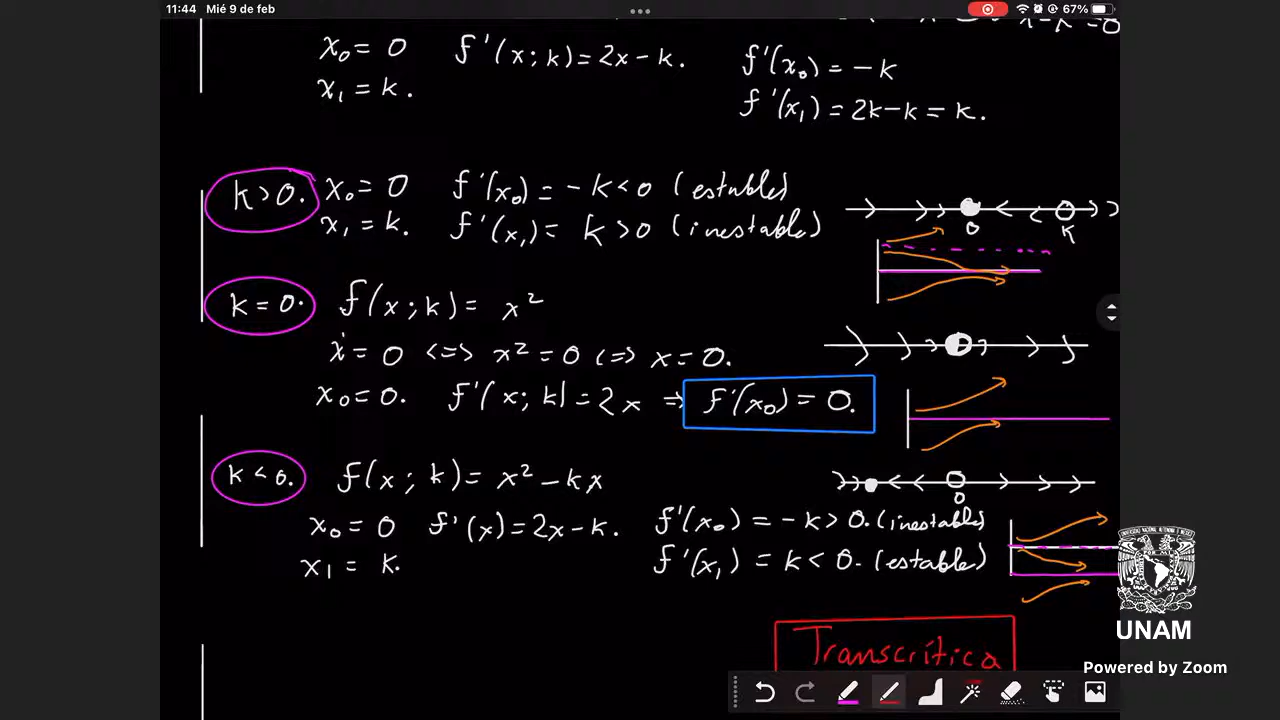 11:44 Mié 9 de feb
67%
x₀ = 0 f'(x; k) = 2x - k. f'(x₀) = -k
x₁ = k. f'(x₁) = 2k - k = k.
k > 0. x₀ = 0 f'(x₀) = -k < 0 (estable)
x₁ = k. f'(x₁) = k > 0 (inestable)
0 k
k = 0. f(x; k) = x²
ẋ = 0 <=> x² = 0 <=> x = 0.
x₀ = 0. f'(x; k) = 2x => f'(x₀) = 0.
k < 0. f(x; k) = x² - kx
0
x₀ = 0 f'(x) = 2x - k. f'(x₀) = -k > 0. (inestable)
x₁ = k. f'(x₁) = k < 0. (estable)
Transcrítica
UNAM
Powered by Zoom